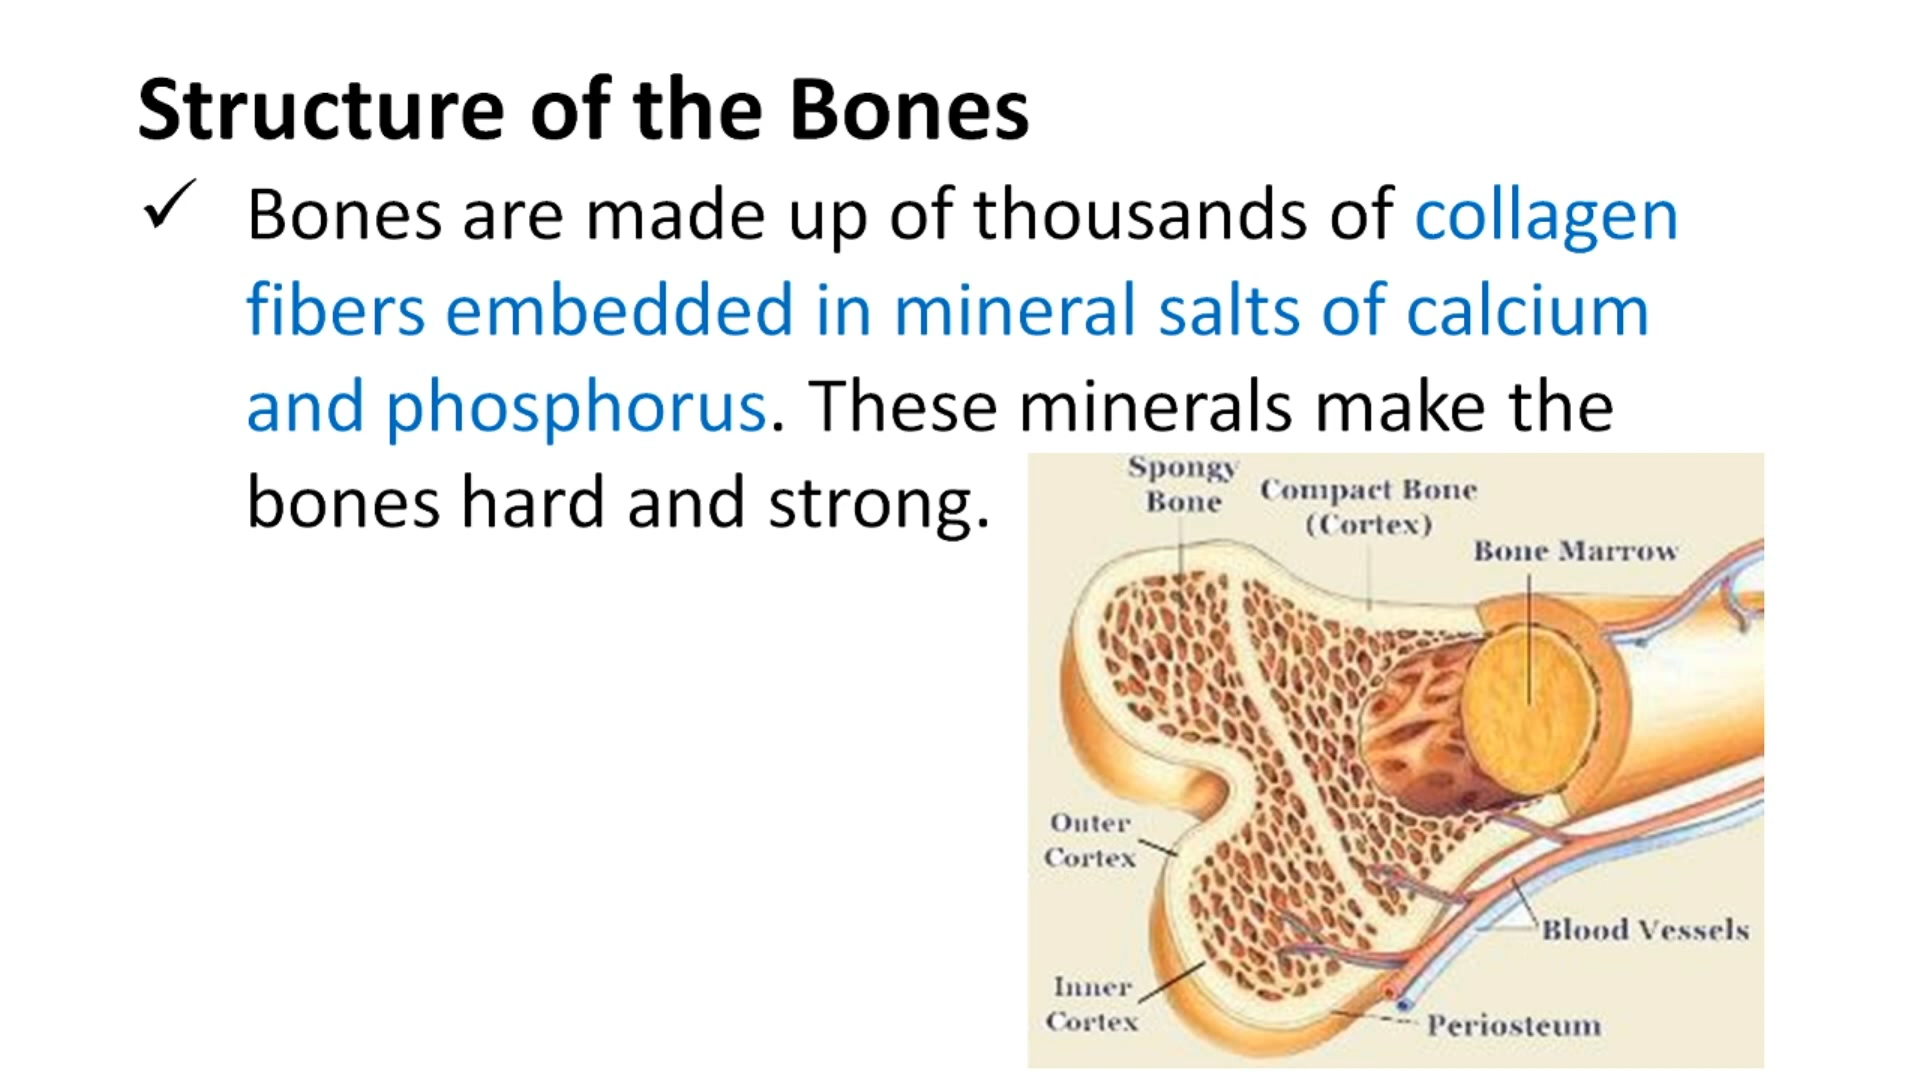 Structure of the Bones
✓ Bones are made up of thousands of collagen
fibers embedded in mineral salts of calcium
and phosphorus. These minerals make the
bones hard and strong.
Spongy
Bone
Compact Bone
(Cortex)
Bone Marrow
Outer
Cortex
Blood Vessels
Inner
Cortex
Periosteum